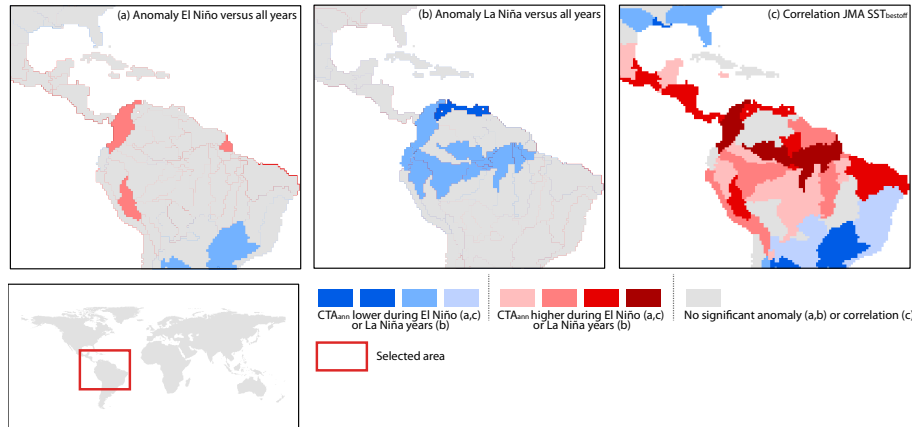 (a) Anomaly El Niño versus all years
(b) Anomaly La Niña versus all years
(c) Correlation JMA SSTbestoff
CTAann lower during El Niño (a,c)
or La Niña years (b)
CTAann higher during El Niño (a,c)
or La Niña years (b)
No significant anomaly (a,b) or correlation (c)
Selected area